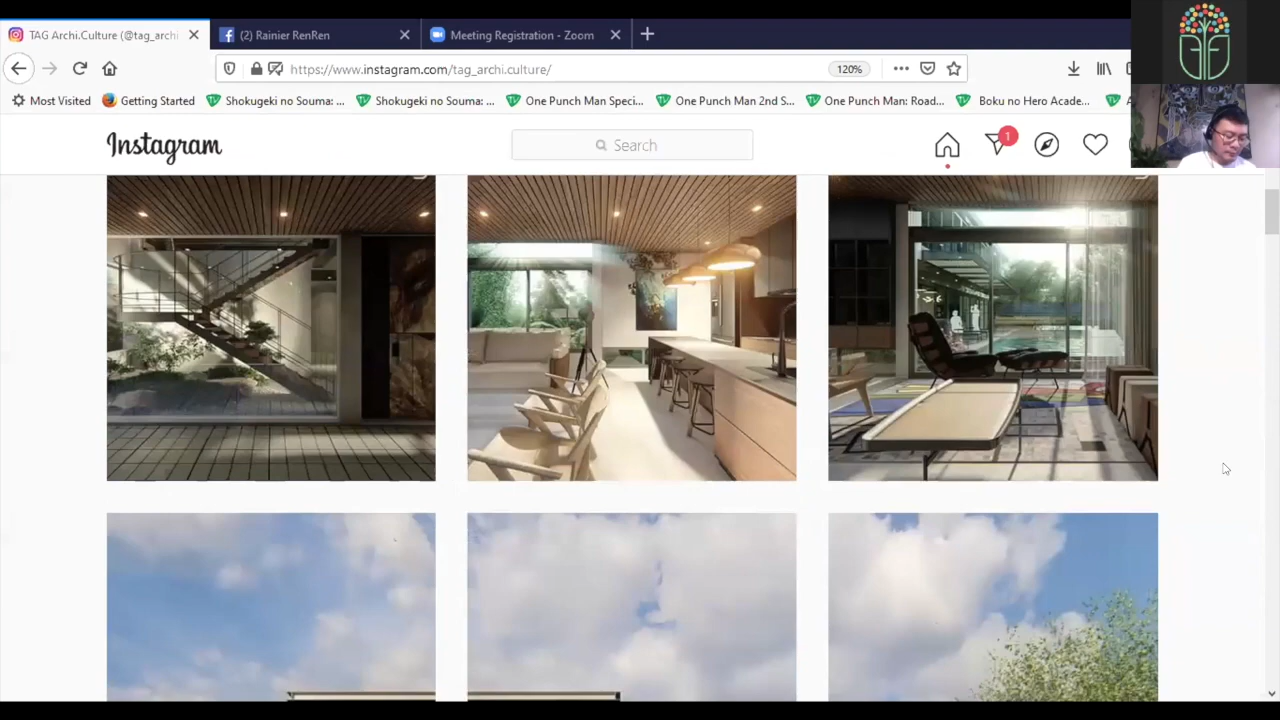 TAG Archi.Culture (@tag_archi
(2) Rainier RenRen
Meeting Registration - Zoom
https://www.instagram.com/tag_archi.culture/
120%
Most Visited
Getting Started
Shokugeki no Souma: ...
Shokugeki no Souma: ...
One Punch Man Speci...
One Punch Man 2nd S...
One Punch Man: Road...
Boku no Hero Acade...
Instagram
Search
1